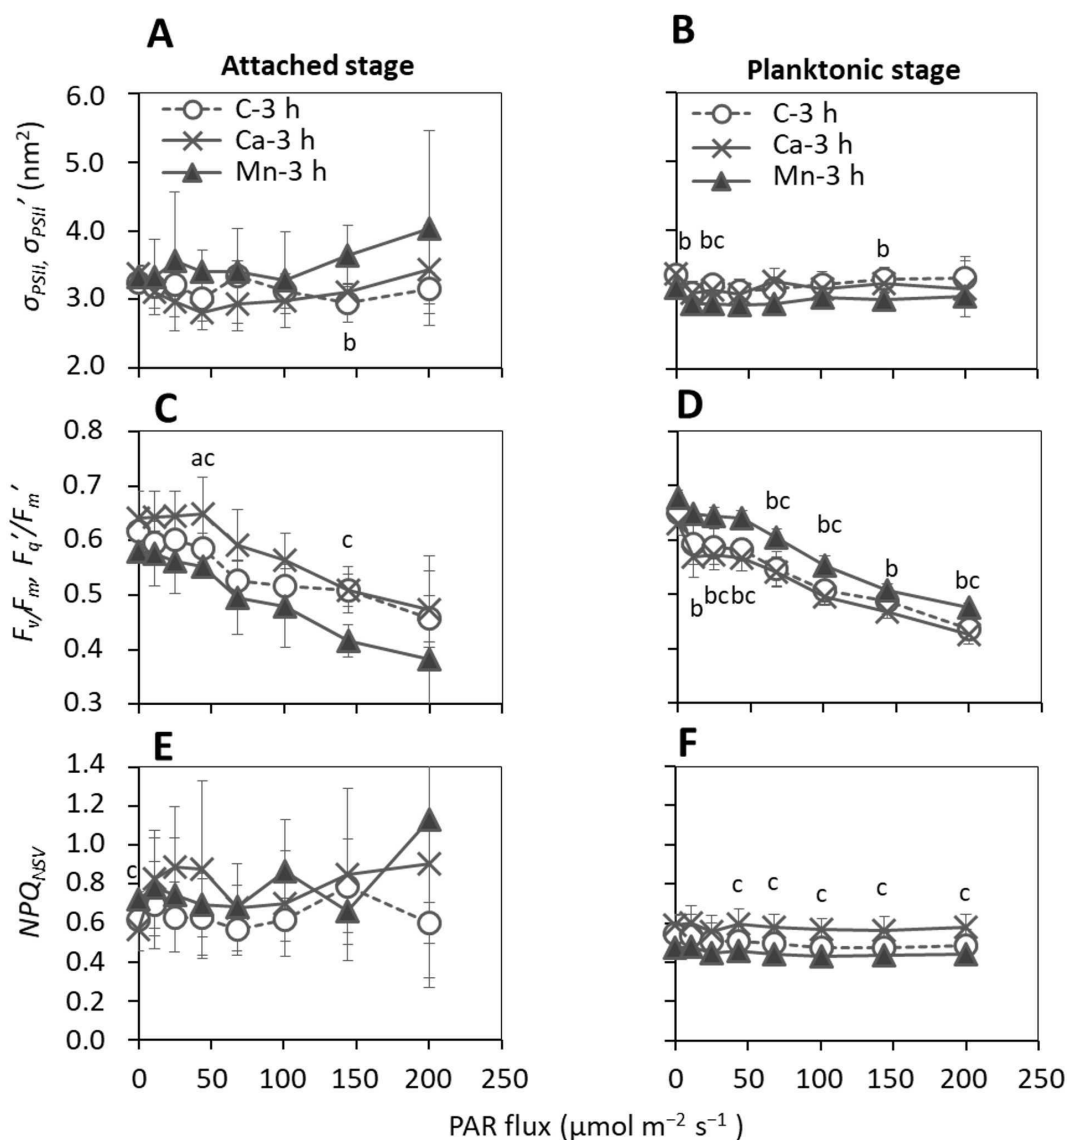 A
B
Attached stage
Planktonic stage
6.0
5.0
4.0
3.0
2.0
σPSII, σPSII′ (nm²)
C-3 h
Ca-3 h
Mn-3 h
b
C-3 h
Ca-3 h
Mn-3 h
b
bc
b
C
D
0.8
0.7
0.6
0.5
0.4
0.3
Fv/Fm, Fq′/Fm′
ac
c
bc
bc
b
bc
b
bc
bc
E
F
1.4
1.2
1.0
0.8
0.6
0.4
0.2
0.0
NPQNSV
c
c
c
c
c
c
0
50
100
150
200
250
0
50
100
150
200
250
PAR flux (µmol m⁻² s⁻¹ )